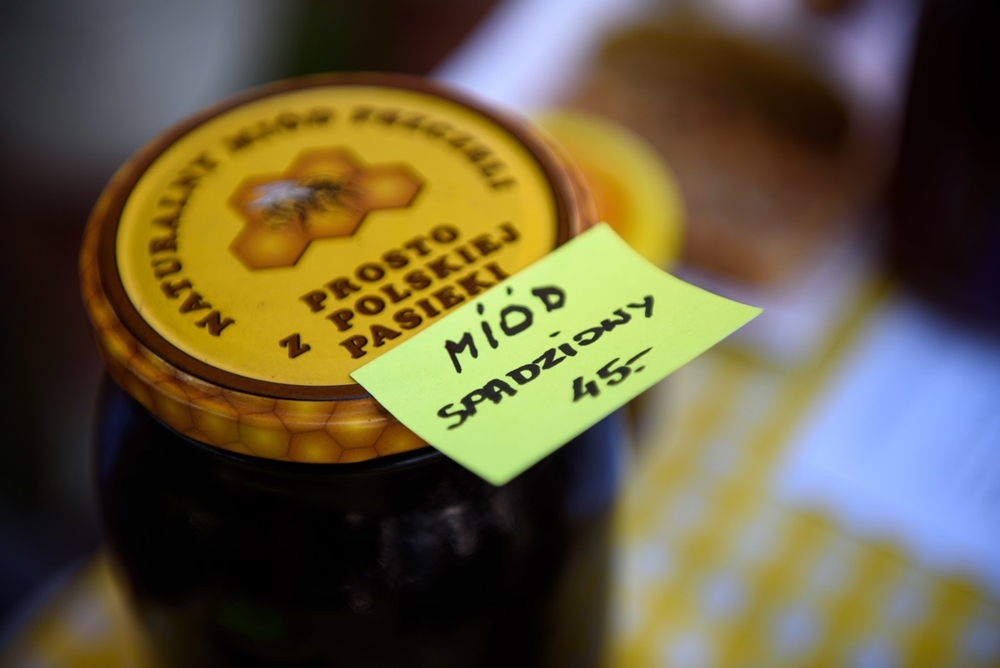 NATURALNY MIÓD PSZCZELI
PROSTO
Z POLSKIEJ
PASIEKI
MIÓD
SPADZIOWY
45.-